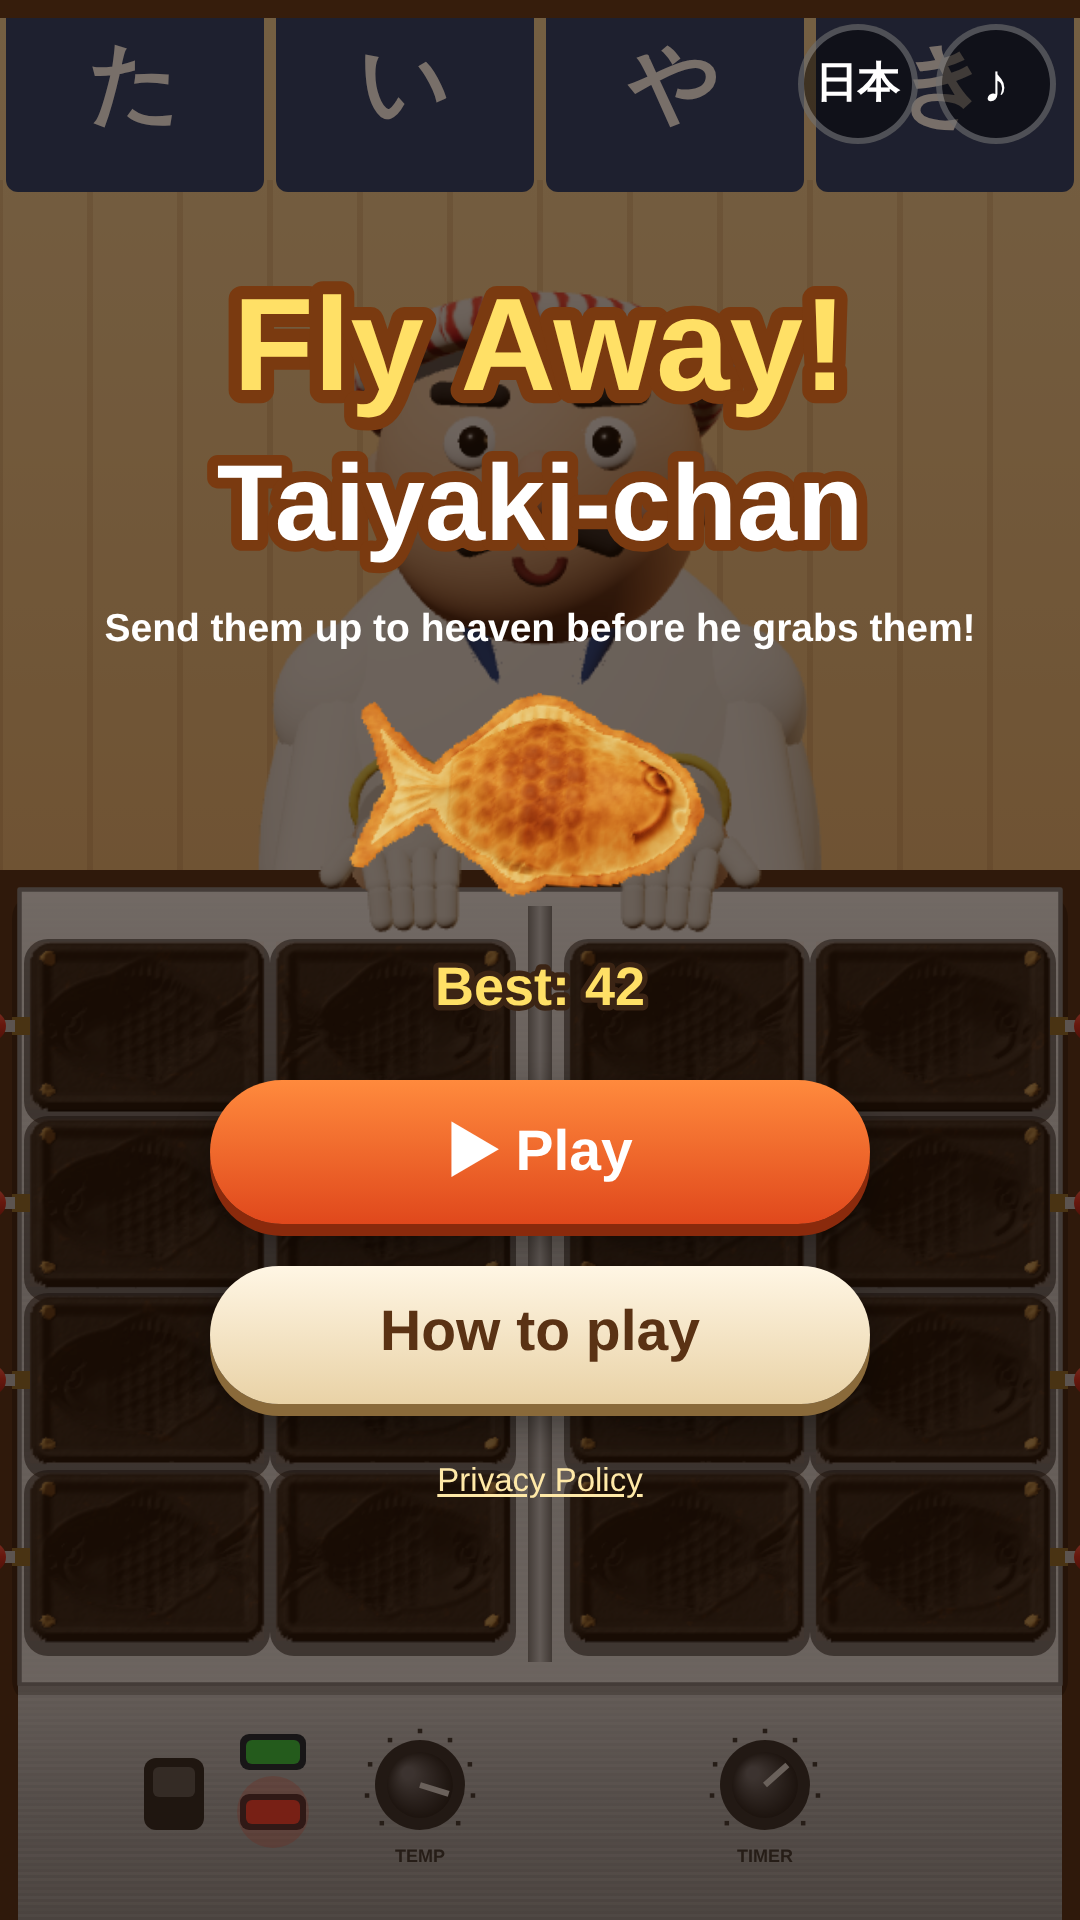 たいやき
日本 ♪
Fly Away!
Taiyaki-chan
Send them up to heaven before he grabs them!
Best: 42
▶ Play
How to play
Privacy Policy
TEMP TIMER